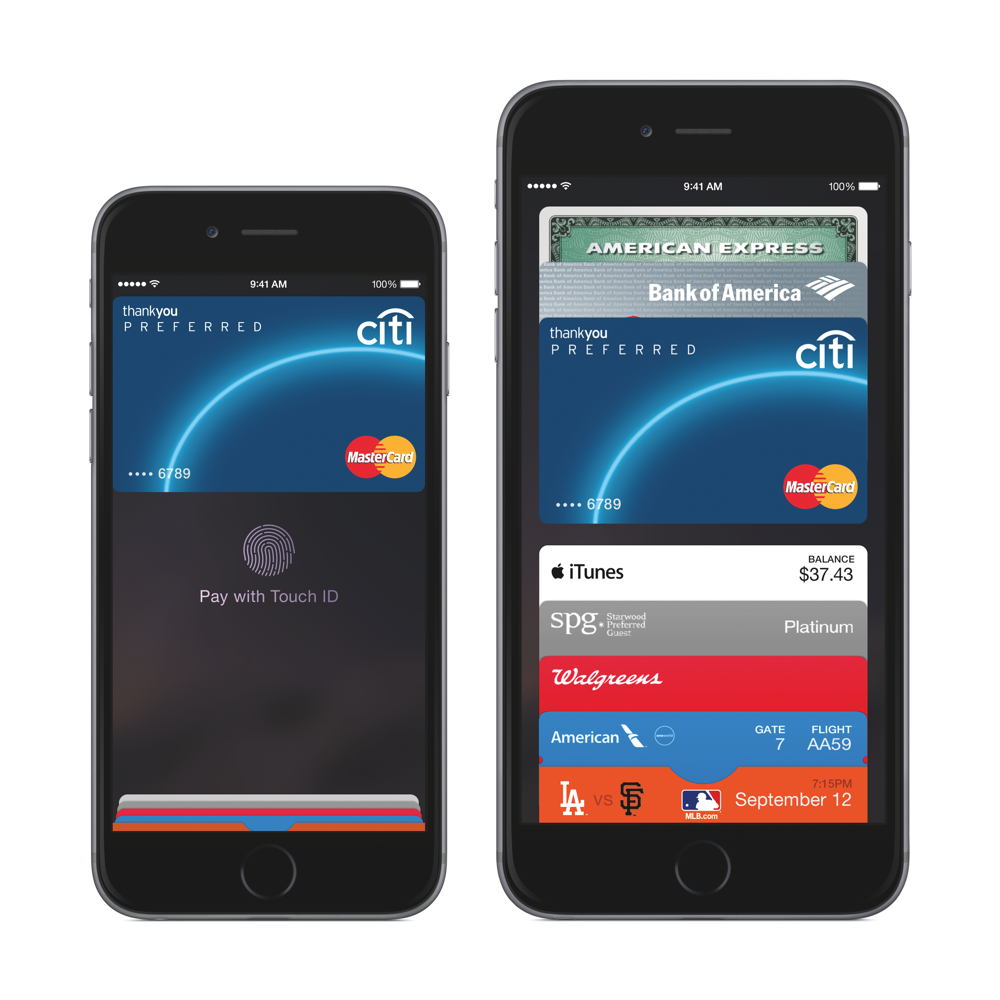 9:41 AM
100%
thankyou
PREFERRED
citi
MasterCard
•••• 6789
Pay with Touch ID
9:41 AM
100%
AMERICAN EXPRESS
Bank of America
thankyou
PREFERRED
citi
MasterCard
•••• 6789
iTunes
BALANCE
$37.43
spg
Starwood
Preferred
Guest
Platinum
Walgreens
American
GATE
7
FLIGHT
AA59
LA VS SF
MLB.com
7:15PM
September 12